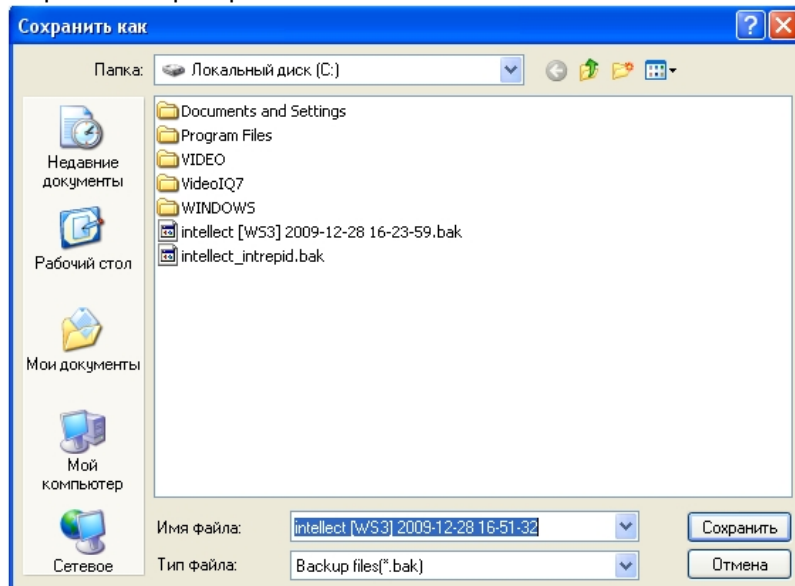 Сохранить как
Папка: Локальный диск (C:)
Недавние документы
Рабочий стол
Мои документы
Мой компьютер
Сетевое
Documents and Settings
Program Files
VIDEO
VideoIQ7
WINDOWS
intellect [WS3] 2009-12-28 16-23-59.bak
intellect_intrepid.bak
Имя файла: intellect [WS3] 2009-12-28 16-51-32
Сохранить
Тип файла: Backup files(*.bak)
Отмена